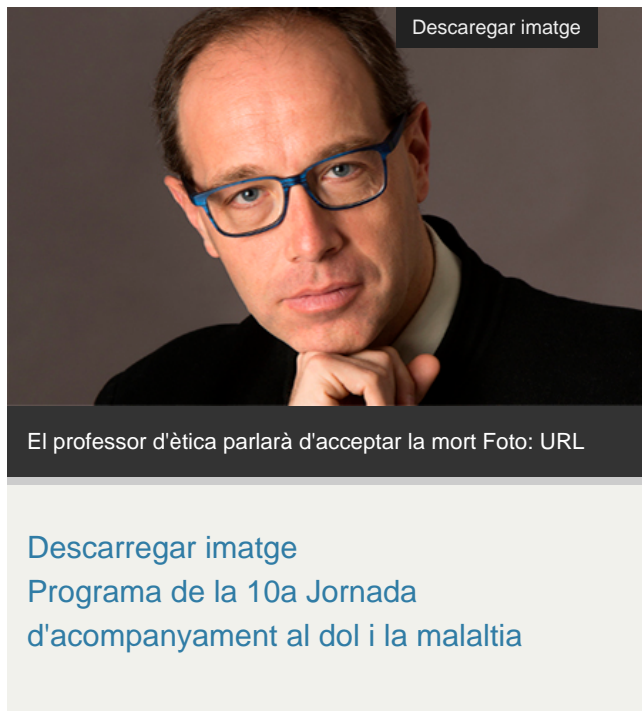 Descaregar imatge
El professor d'ètica parlarà d'acceptar la mort Foto: URL
Descarregar imatge
Programa de la 10a Jornada
d'acompanyament al dol i la malaltia